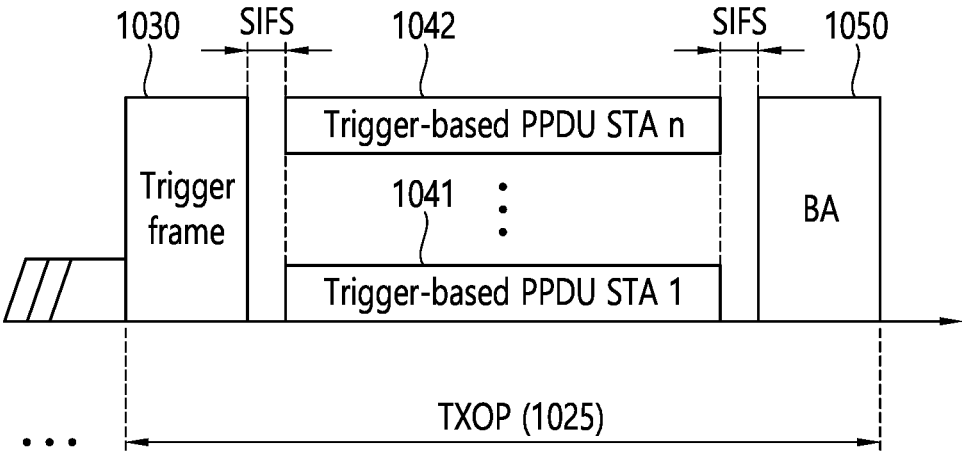 1030
SIFS
1042
SIFS
1050
Trigger-based PPDU STA n
Trigger
frame
1041
BA
Trigger-based PPDU STA 1
TXOP (1025)